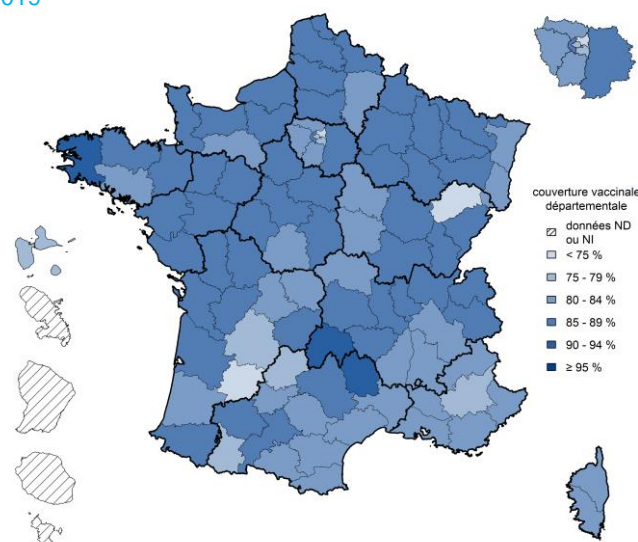 couverture vaccinale
départementale
données ND
ou NI
< 75 %
75 - 79 %
80 - 84 %
85 - 89 %
90 - 94 %
≥ 95 %